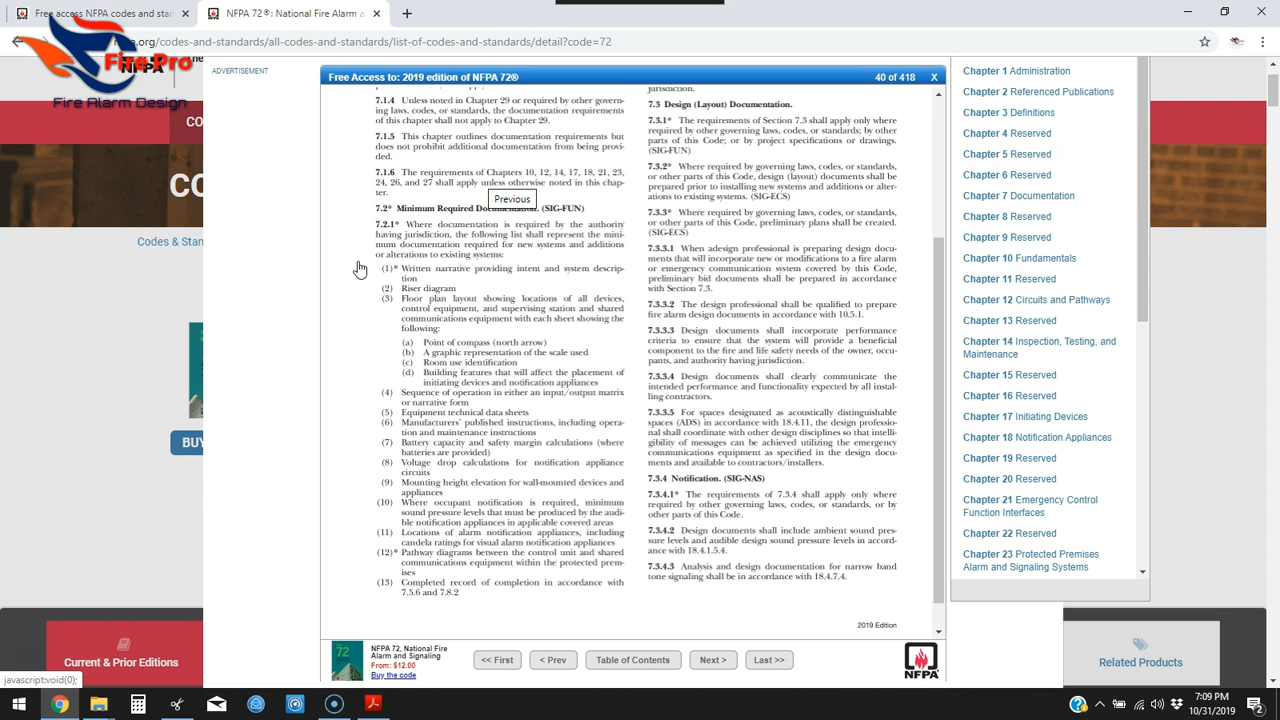 org/codes-and-standards/all-codes-and-standards/list-of-codes-and-standards/detail?code=72
NFPA 72®: National Fire Al
Fire Pro
Fire Alarm Design
ADVERTISEMENT
Codes & Stan
BUY
Current & Prior Editions
Related Products
javascript:void(0);
Free Access to: 2019 edition of NFPA 72®
40 of 418
X
7.1.4 Unless noted in Chapter 29 or required by other govern-
ing laws, codes, or standards, the documentation requirements
of this chapter shall not apply to Chapter 29.
7.1.5 This chapter outlines documentation requirements but
does not prohibit additional documentation from being provi-
ded.
7.1.6 The requirements of Chapters 10, 12, 14, 17, 18, 21, 23,
24, 26, and 27 shall apply unless otherwise noted in this chap-
ter.
Previous
7.2* Minimum Required Documentation. (SIG-FUN)
7.2.1* Where documentation is required by the authority
having jurisdiction, the following list shall represent the mini-
mum documentation required for new systems and additions
or alterations to existing systems:
(1)* Written narrative providing intent and system descrip-
tion
(2) Riser diagram
(3) Floor plan layout showing locations of all devices,
control equipment, and supervising station and shared
communications equipment with each sheet showing the
following:
(a) Point of compass (north arrow)
(b) A graphic representation of the scale used
(c) Room use identification
(d) Building features that will affect the placement of
initiating devices and notification appliances
(4) Sequence of operation in either an input/output matrix
or narrative form
(5) Equipment technical data sheets
(6) Manufacturers' published instructions, including opera-
tion and maintenance instructions
(7) Battery capacity and safety margin calculations (where
batteries are provided)
(8) Voltage drop calculations for notification appliance
circuits
(9) Mounting height elevation for wall-mounted devices and
appliances
(10) Where occupant notification is required, minimum
sound pressure levels that must be produced by the audi-
ble notification appliances in applicable covered areas
(11) Locations of alarm notification appliances, including
candela ratings for visual alarm notification appliances
(12)* Pathway diagrams between the control unit and shared
communications equipment within the protected prem-
ises
(13) Completed record of completion in accordance with
7.5.6 and 7.8.2
jurisdiction.
7.3 Design (Layout) Documentation.
7.3.1* The requirements of Section 7.3 shall apply only where
required by other governing laws, codes, or standards; by other
parts of this Code; or by project specifications or drawings.
(SIG-FUN)
7.3.2* Where required by governing laws, codes, or standards,
or other parts of this Code, design (layout) documents shall be
prepared prior to installing new systems and additions or alter-
ations to existing systems. (SIG-ECS)
7.3.3* Where required by governing laws, codes, or standards,
or other parts of this Code, preliminary plans shall be created.
(SIG-ECS)
7.3.3.1 When adesign professional is preparing design docu-
ments that will incorporate new or modifications to a fire alarm
or emergency communication system covered by this Code,
preliminary bid documents shall be prepared in accordance
with Section 7.3.
7.3.3.2 The design professional shall be qualified to prepare
fire alarm design documents in accordance with 10.5.1.
7.3.3.3 Design documents shall incorporate performance
criteria to ensure that the system will provide a beneficial
component to the fire and life safety needs of the owner, occu-
pants, and authority having jurisdiction.
7.3.3.4 Design documents shall clearly communicate the
intended performance and functionality expected by all instal-
ling contractors.
7.3.3.5 For spaces designated as acoustically distinguishable
spaces (ADS) in accordance with 18.4.11, the design professio-
nal shall coordinate with other design disciplines so that intelli-
gibility of messages can be achieved utilizing the emergency
communications equipment as specified in the design docu-
ments and available to contractors/installers.
7.3.4 Notification. (SIG-NAS)
7.3.4.1* The requirements of 7.3.4 shall apply only where
required by other governing laws, codes, or standards, or by
other parts of this Code.
7.3.4.2 Design documents shall include ambient sound pres-
sure levels and audible design sound pressure levels in accord-
ance with 18.4.1.5.4.
7.3.4.3 Analysis and design documentation for narrow band
tone signaling shall be in accordance with 18.4.7.4.
2019 Edition
72
NFPA 72, National Fire
Alarm and Signaling
From: $12.00
Buy the code
<< First
< Prev
Table of Contents
Next >
Last >>
NFPA
Chapter 1 Administration
Chapter 2 Referenced Publications
Chapter 3 Definitions
Chapter 4 Reserved
Chapter 5 Reserved
Chapter 6 Reserved
Chapter 7 Documentation
Chapter 8 Reserved
Chapter 9 Reserved
Chapter 10 Fundamentals
Chapter 11 Reserved
Chapter 12 Circuits and Pathways
Chapter 13 Reserved
Chapter 14 Inspection, Testing, and
Maintenance
Chapter 15 Reserved
Chapter 16 Reserved
Chapter 17 Initiating Devices
Chapter 18 Notification Appliances
Chapter 19 Reserved
Chapter 20 Reserved
Chapter 21 Emergency Control
Function Interfaces
Chapter 22 Reserved
Chapter 23 Protected Premises
Alarm and Signaling Systems
7:09 PM
10/31/2019